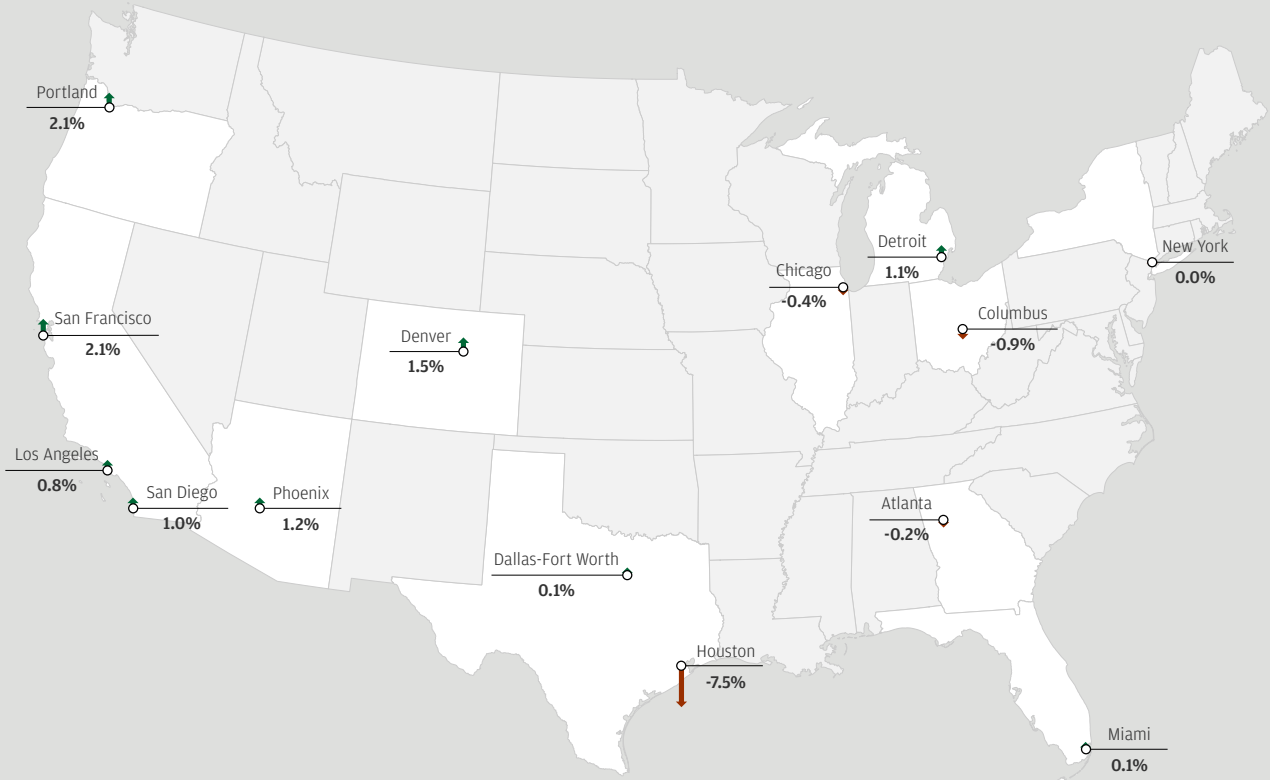 Portland
2.1%
Detroit
1.1%
New York
0.0%
Chicago
-0.4%
Columbus
-0.9%
San Francisco
2.1%
Denver
1.5%
Los Angeles
0.8%
San Diego
1.0%
Phoenix
1.2%
Atlanta
-0.2%
Dallas-Fort Worth
0.1%
Houston
-7.5%
Miami
0.1%